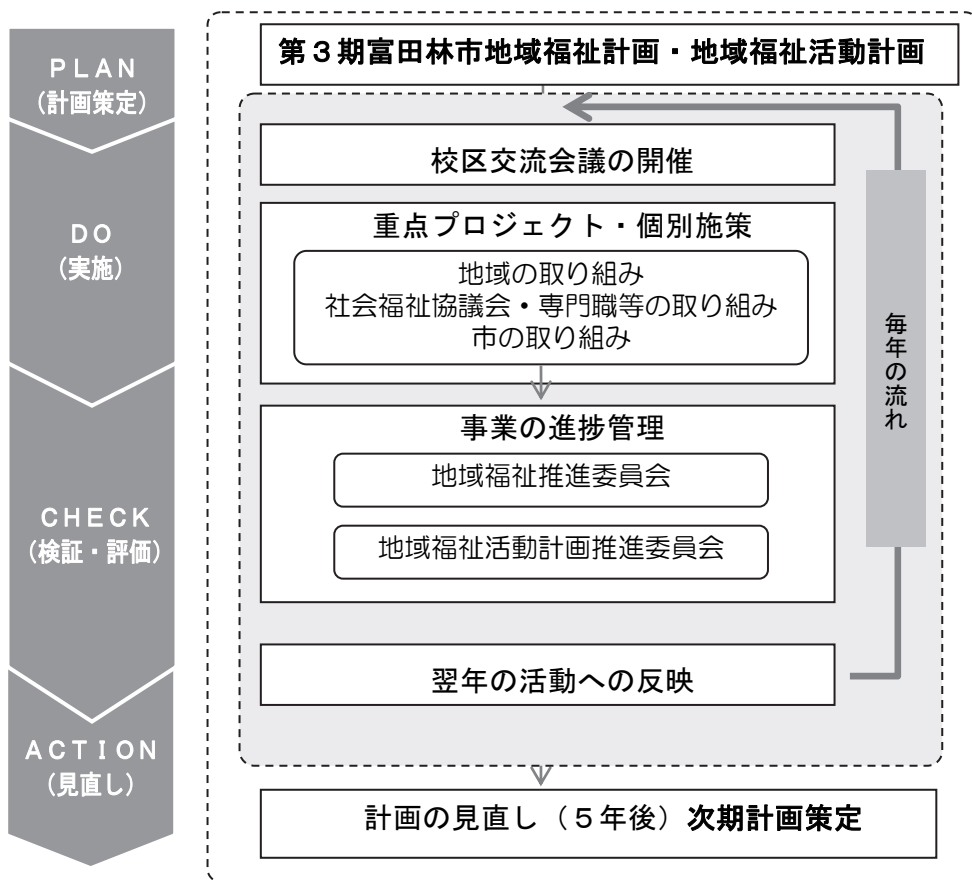 PLAN
(計画策定)
DO
(実施)
CHECK
(検証・評価)
ACTION
(見直し)
第３期富田林市地域福祉計画・地域福祉活動計画
校区交流会議の開催
重点プロジェクト・個別施策
地域の取り組み
社会福祉協議会・専門職等の取り組み
市の取り組み
事業の進捗管理
地域福祉推進委員会
地域福祉活動計画推進委員会
翌年の活動への反映
毎年の流れ
計画の見直し（５年後）次期計画策定